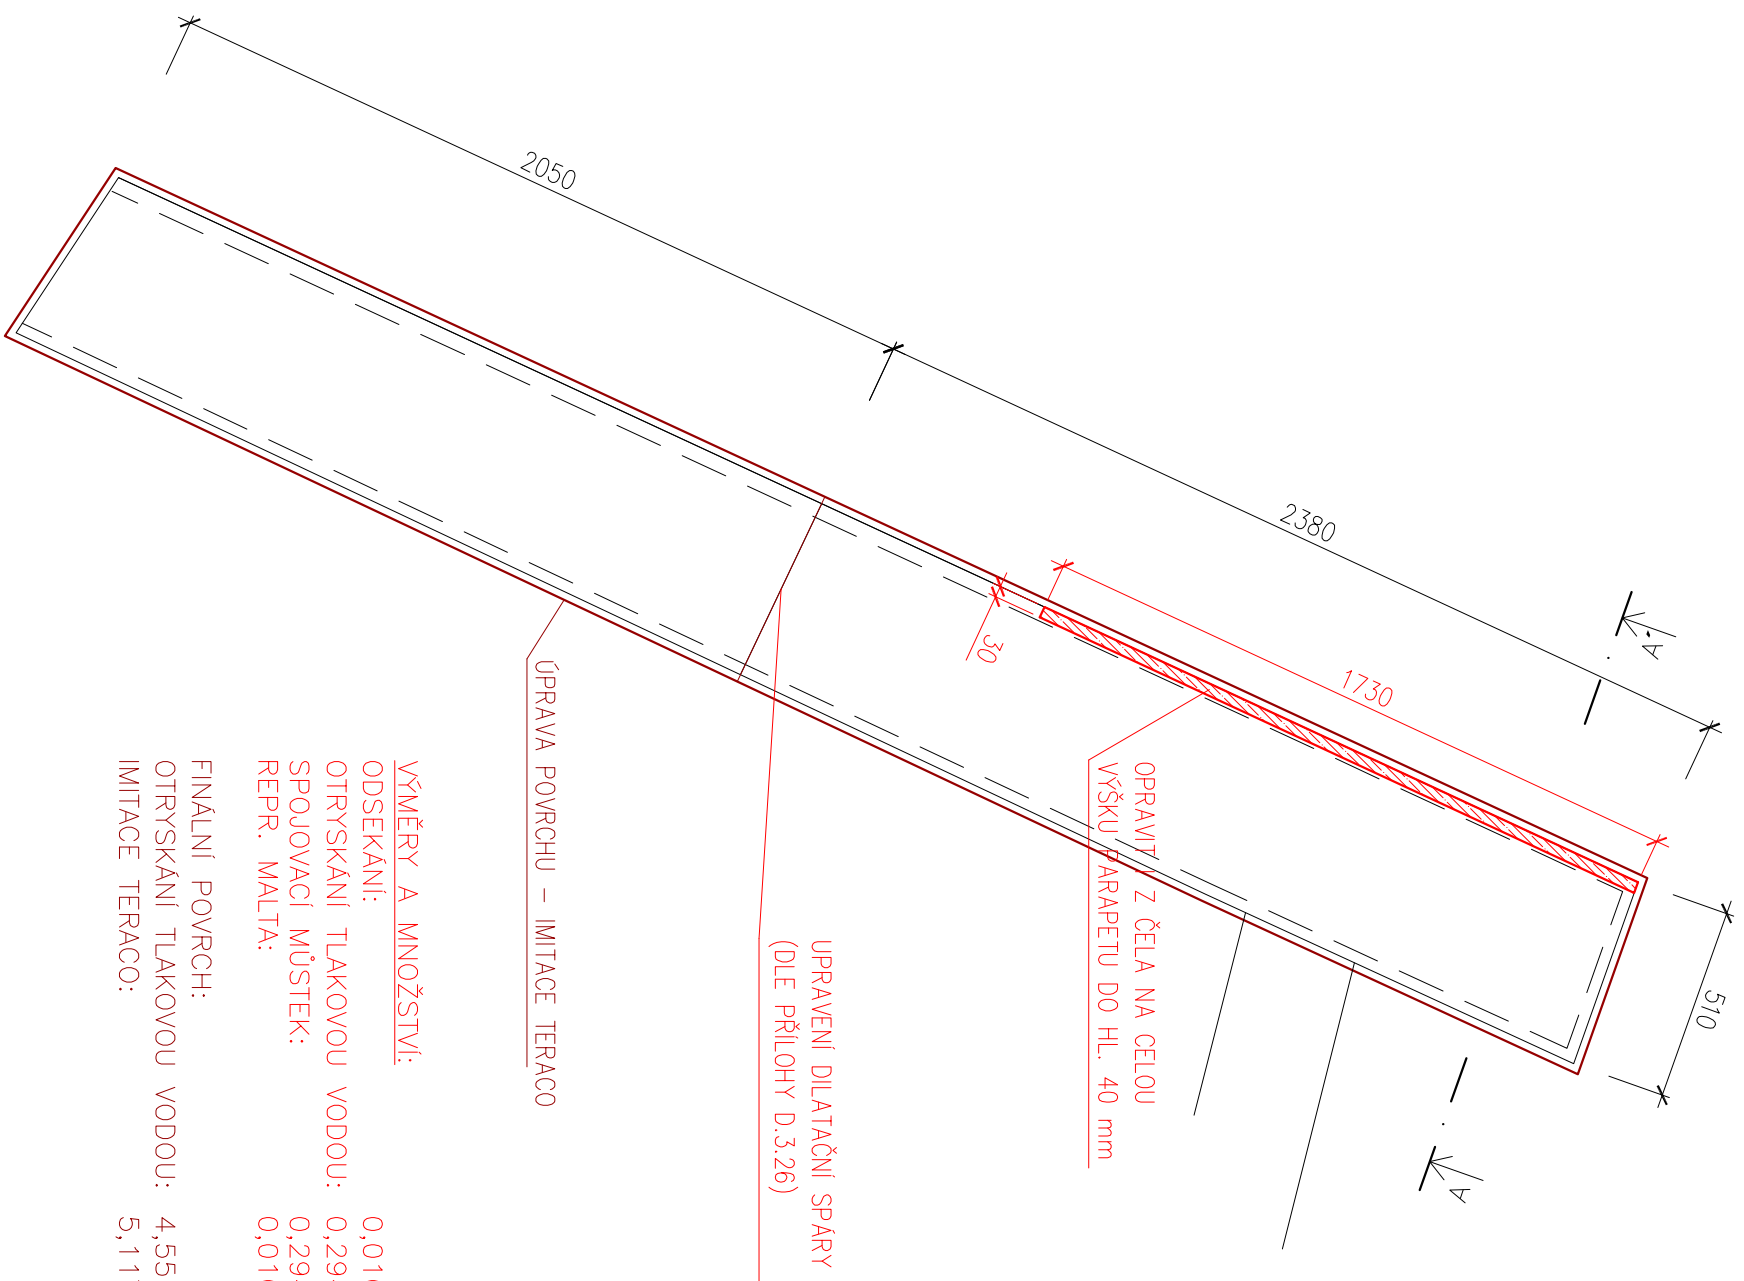 2050
2380
1730
30
510
A'
A
OPRAVIT I Z ČELA NA CELOU
VÝŠKU PARAPETU DO HL. 40 mm
UPRAVENÍ DILATAČNÍ SPÁRY
(DLE PŘÍLOHY D.3.26)
ÚPRAVA POVRCHU – IMITACE TERACO
VÝMĚRY A MNOŽSTVÍ:
ODSEKÁNÍ:
OTRYSKÁNÍ TLAKOVOU VODOU:
SPOJOVACÍ MŮSTEK:
REPR. MALTA:
FINÁLNÍ POVRCH:
OTRYSKÁNÍ TLAKOVOU VODOU: 4,55
IMITACE TERACO: